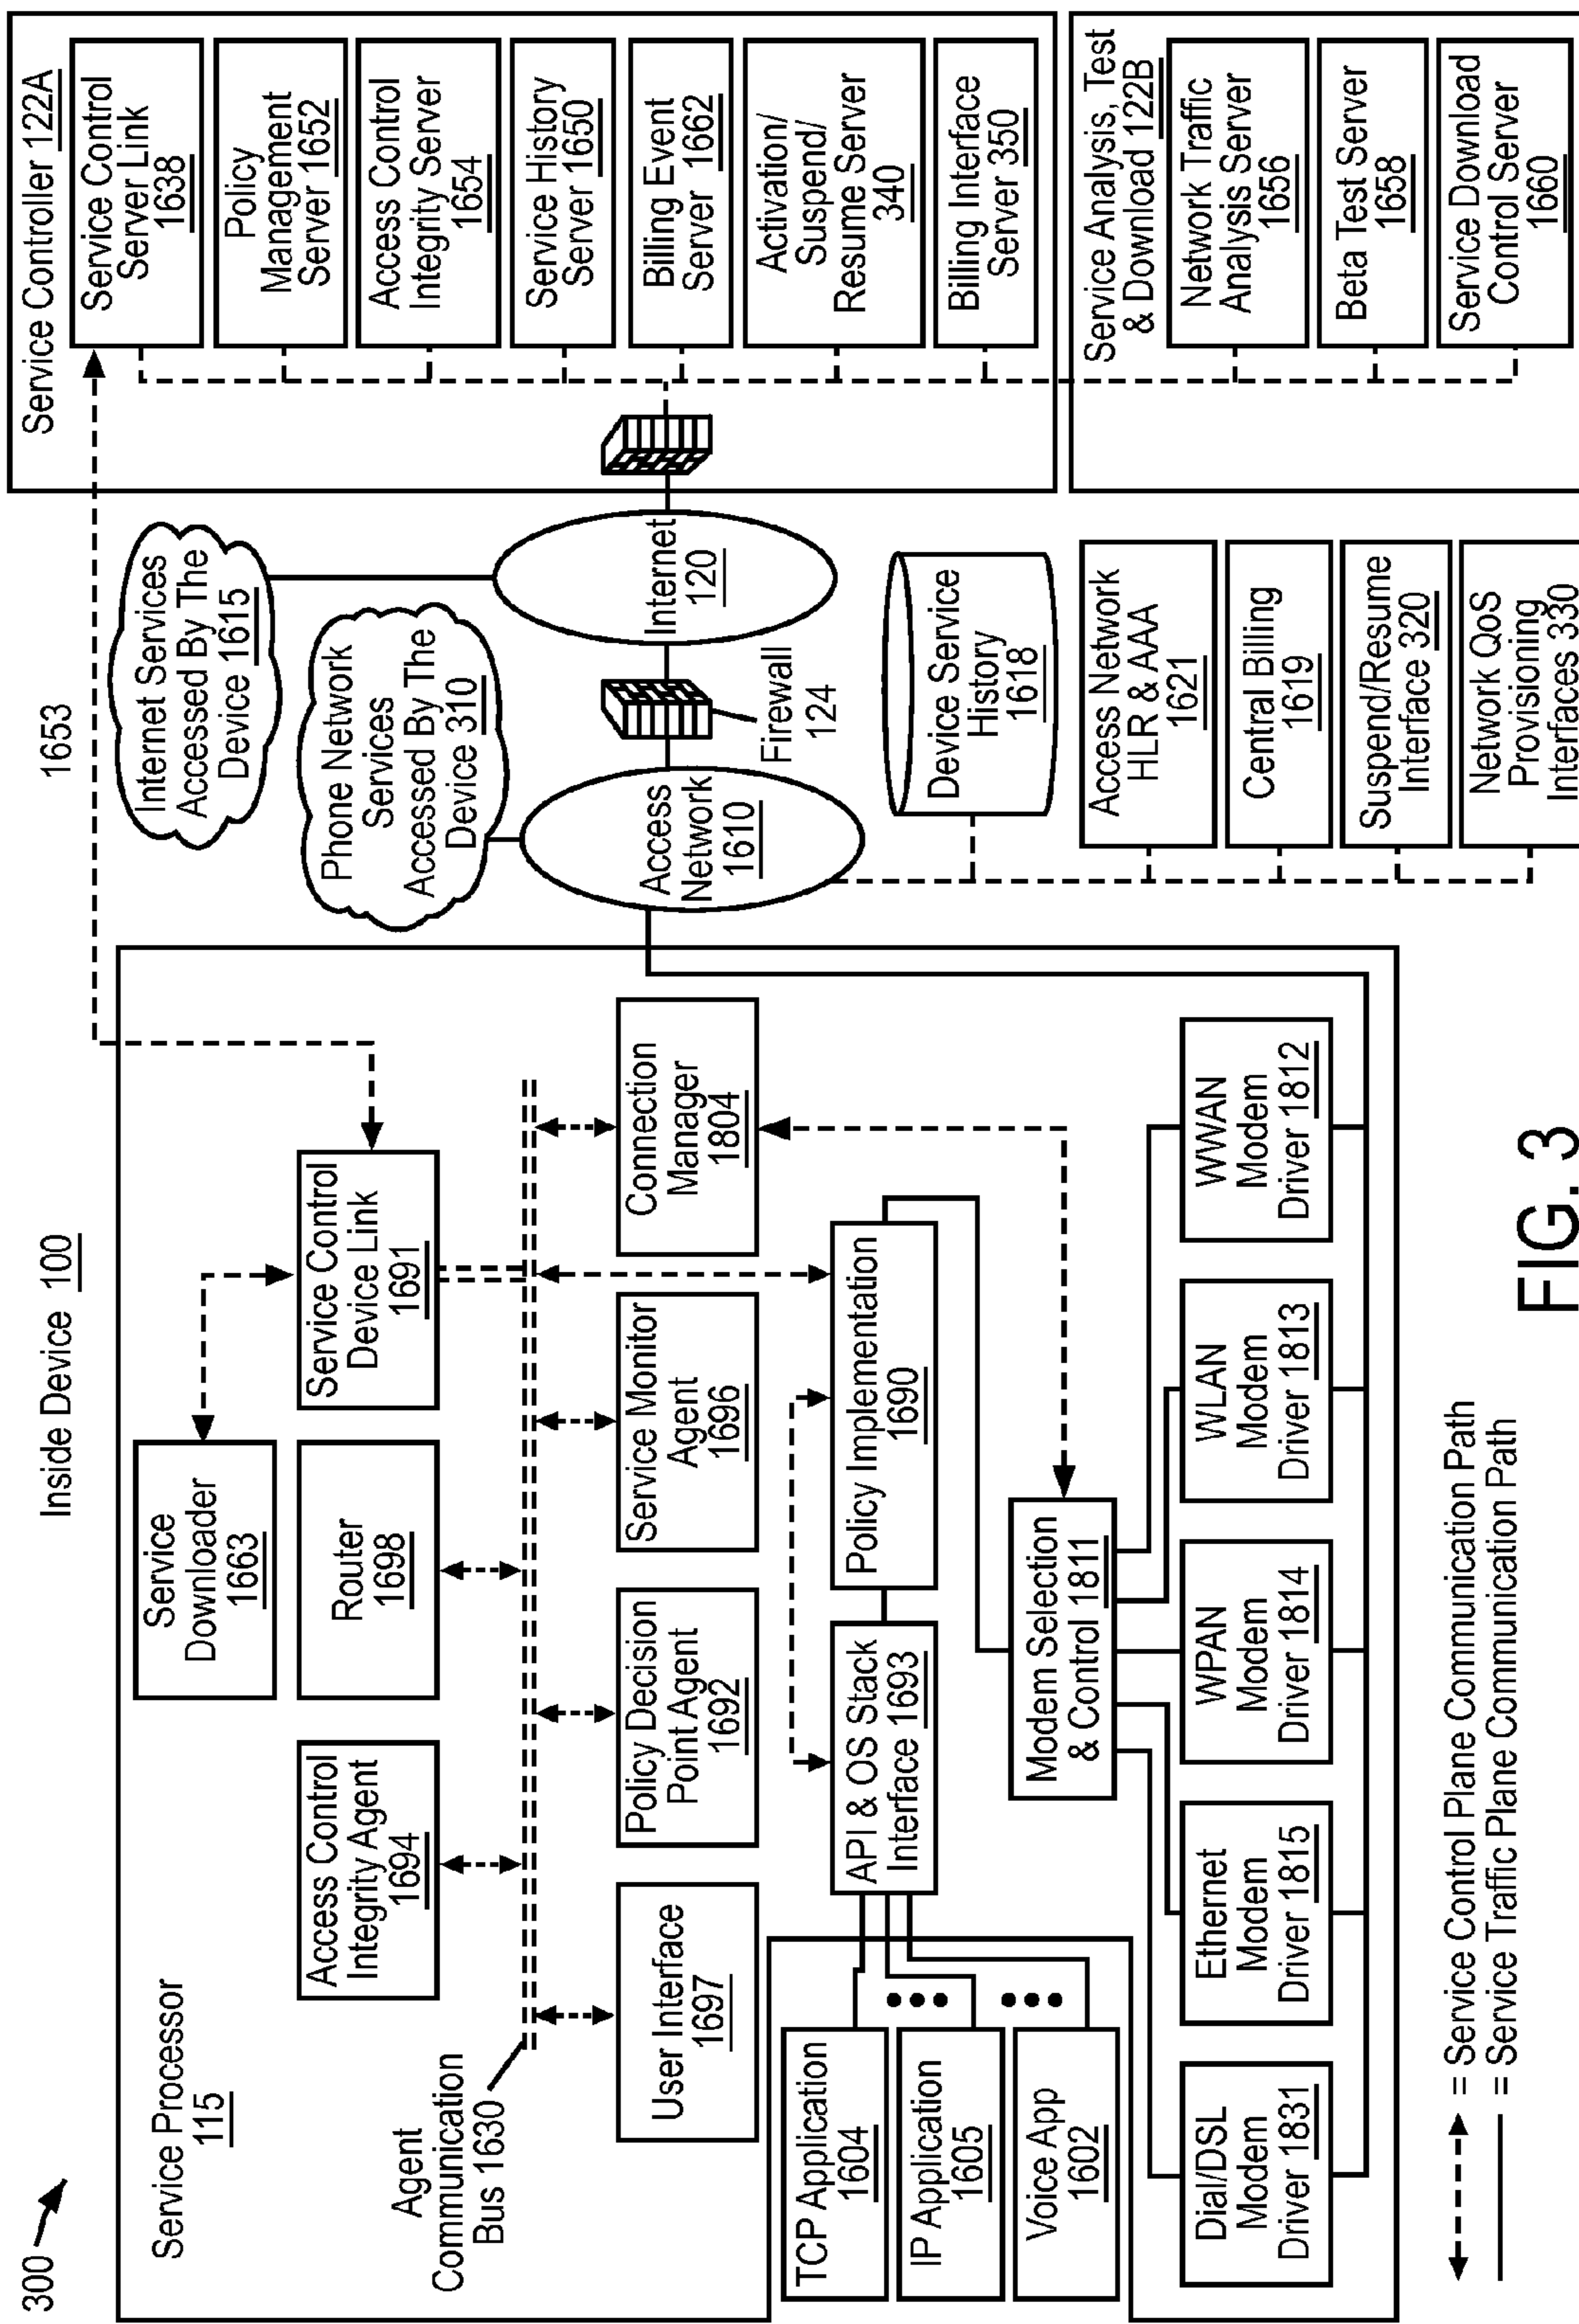 300
Inside Device 100
Service Processor
115
Service
Downloader
1663
Access Control
Integrity Agent
1694
Router
1698
Service Control
Device Link
1691
Agent
Communication
Bus 1630
User Interface
1697
Policy Decision
Point Agent
1692
Service Monitor
Agent
1696
Connection
Manager
1804
TCP Application
1604
IP Application
1605
Voice App
1602
API & OS Stack
Interface 1693
Policy Implementation
1690
Modem Selection
& Control 1811
Dial/DSL
Modem
Driver 1831
Ethernet
Modem
Driver 1815
WPAN
Modem
Driver 1814
WLAN
Modem
Driver 1813
WWAN
Modem
Driver 1812
1653
Internet Services
Accessed By The
Device 1615
Phone Network
Services
Accessed By The
Device 310
Access
Network
1610
Firewall
124
Internet
120
Device Service
History
1618
Access Network
HLR & AAA
1621
Central Billing
1619
Suspend/Resume
Interface 320
Network QoS
Provisioning
Interfaces 330
Service Controller 122A
Service Control
Server Link
1638
Policy
Management
Server 1652
Access Control
Integrity Server
1654
Service History
Server 1650
Billing Event
Server 1662
Activation/
Suspend/
Resume Server
340
Billing Interface
Server 350
Service Analysis, Test
& Download 122B
Network Traffic
Analysis Server
1656
Beta Test Server
1658
Service Download
Control Server
1660
= Service Control Plane Communication Path
= Service Traffic Plane Communication Path
FIG. 3